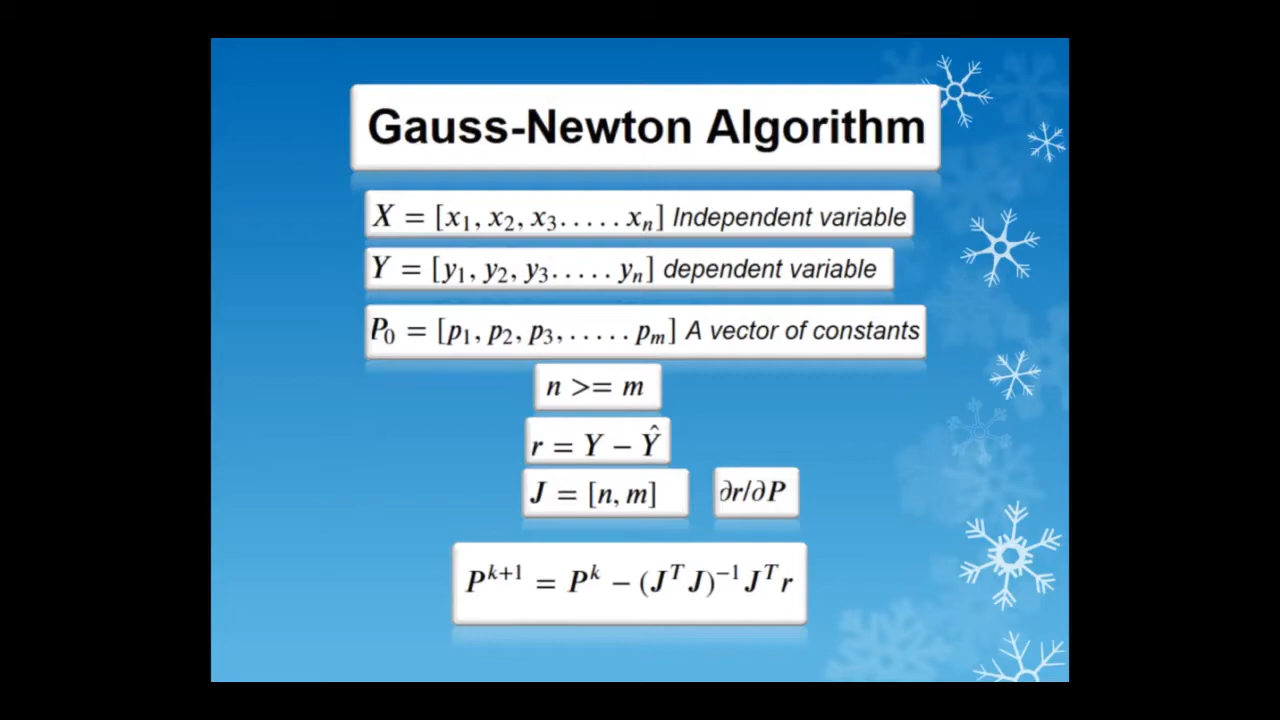 Gauss-Newton Algorithm
X = [x₁, x₂, x₃. . . . . xₙ] Independent variable
Y = [y₁, y₂, y₃. . . . . yₙ] dependent variable
P₀ = [p₁, p₂, p₃, . . . . . pₘ] A vector of constants
n >= m
r = Y − Ŷ
J = [n, m] ∂r/∂P
Pᵏ⁺¹ = Pᵏ − (JᵀJ)⁻¹Jᵀr